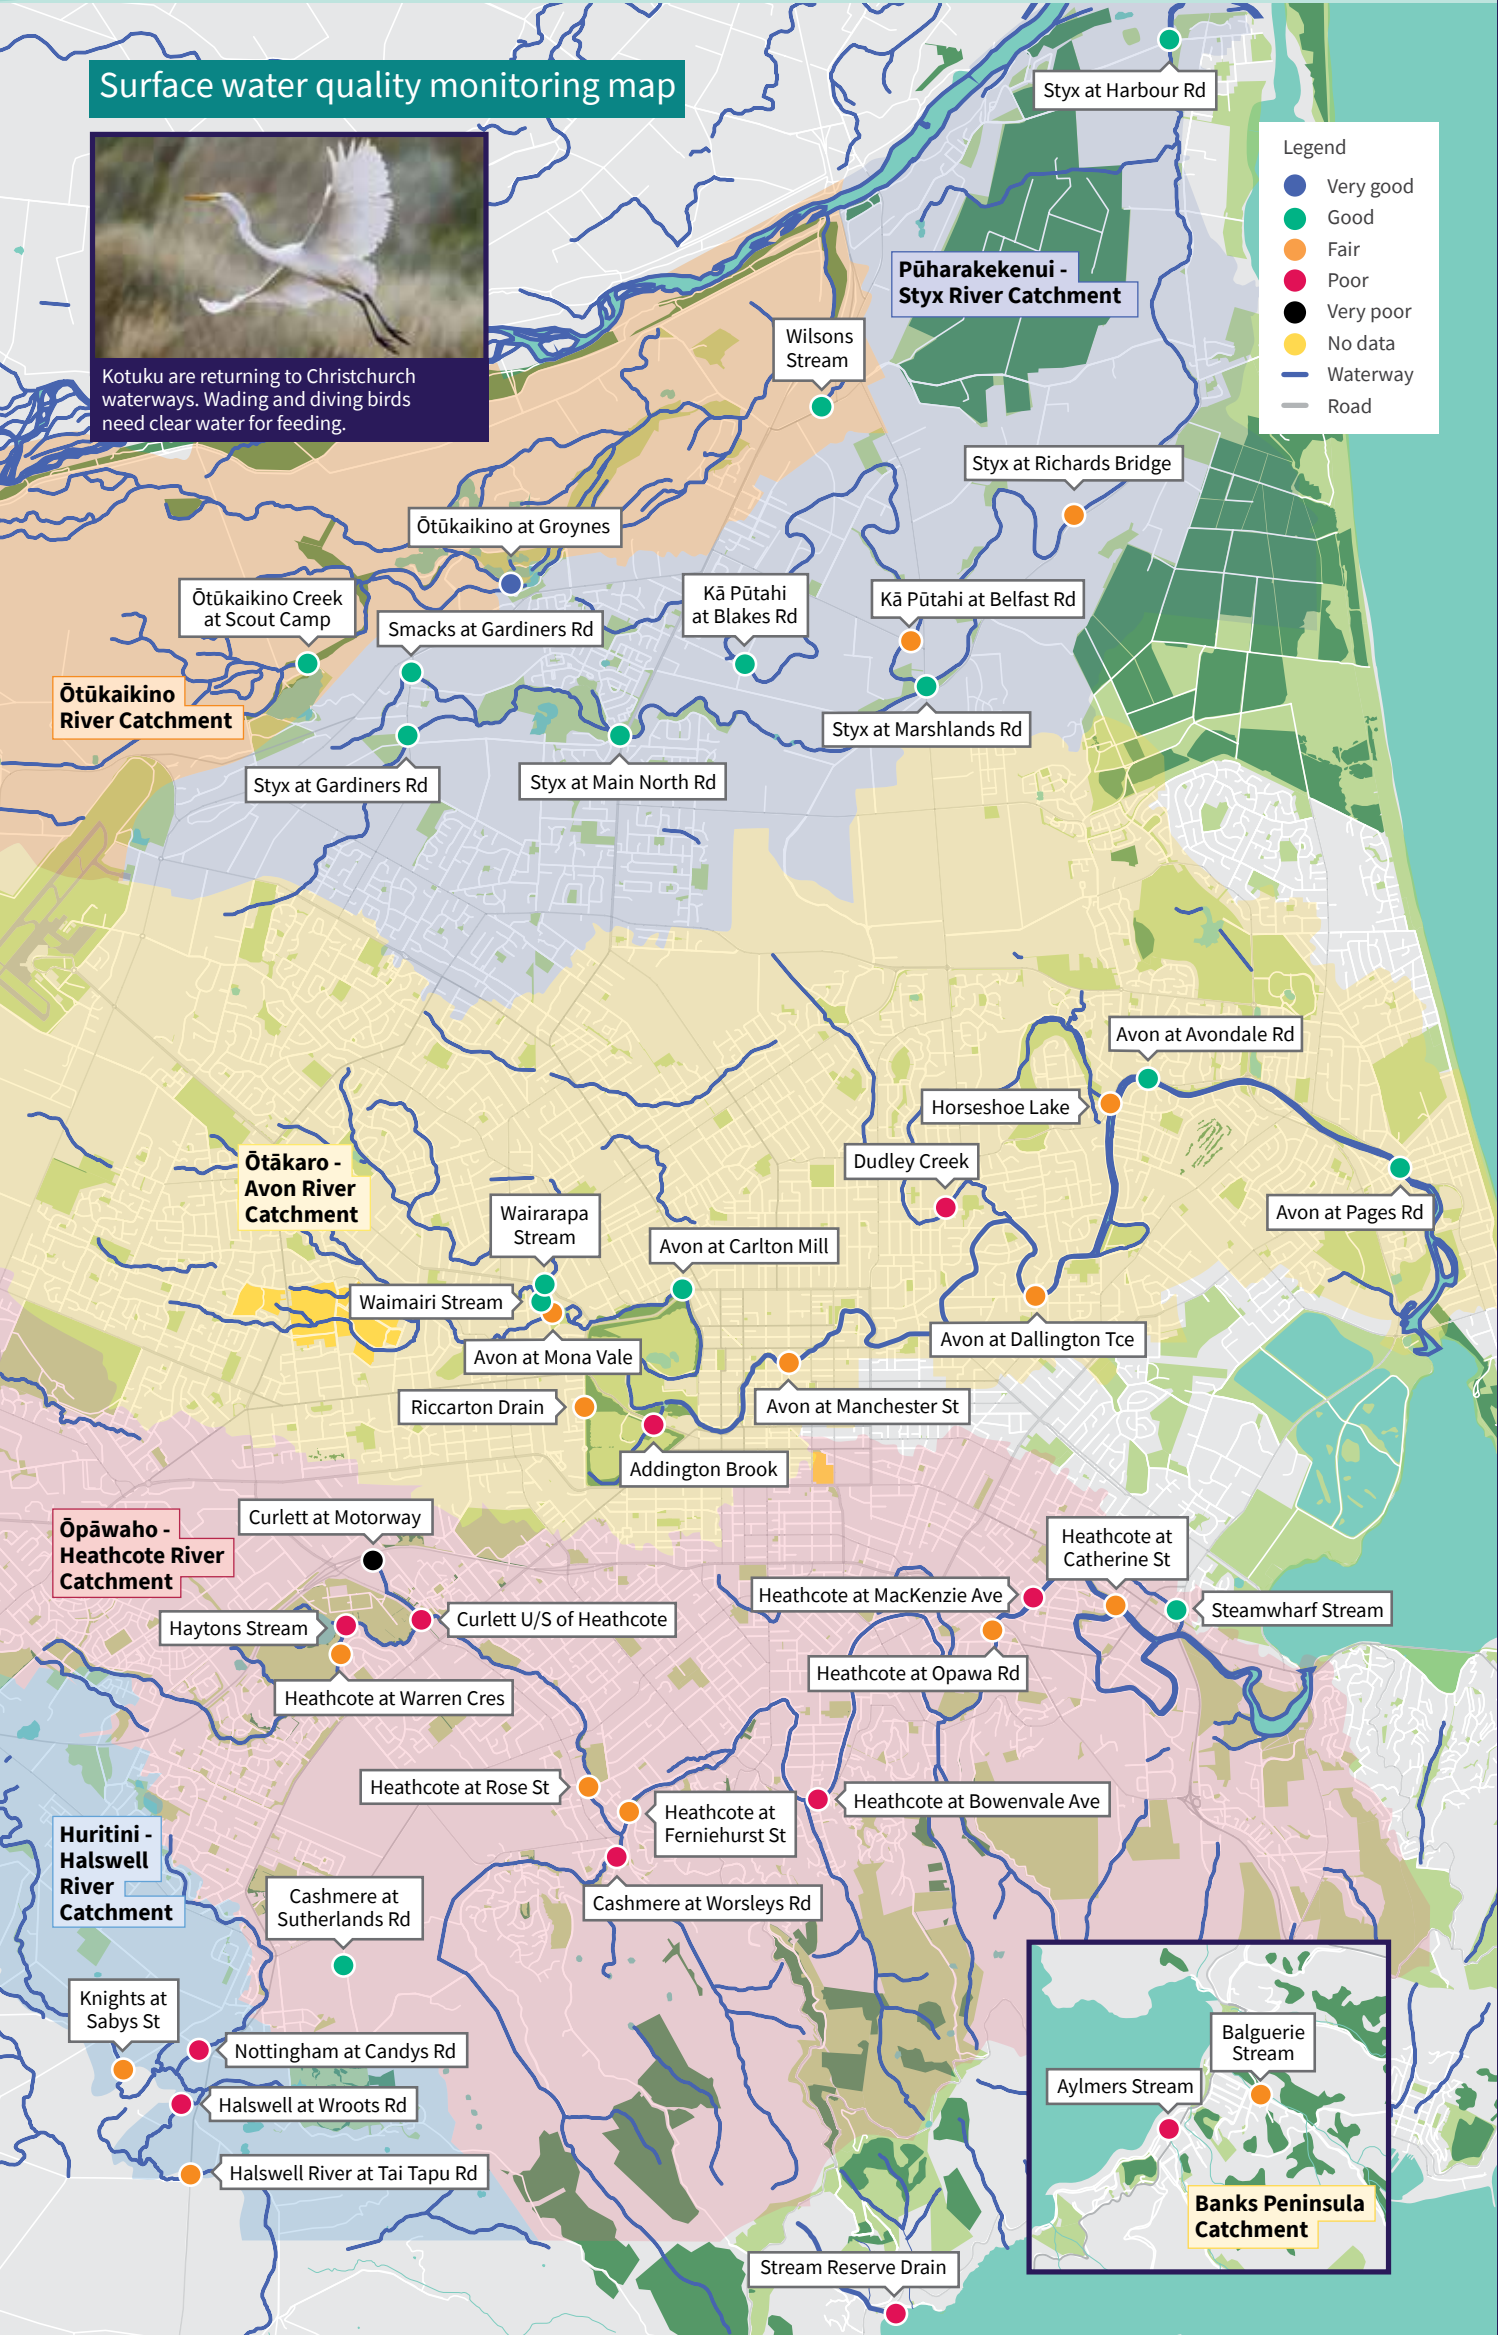 Surface water quality monitoring map
Kotuku are returning to Christchurch
waterways. Wading and diving birds
need clear water for feeding.
Legend
Very good
Good
Fair
Poor
Very poor
No data
Waterway
Road
Styx at Harbour Rd
Pūharakekenui -
Styx River Catchment
Wilsons
Stream
Styx at Richards Bridge
Ōtūkaikino at Groynes
Ōtūkaikino Creek
at Scout Camp
Smacks at Gardiners Rd
Kā Pūtahi
at Blakes Rd
Kā Pūtahi at Belfast Rd
Ōtūkaikino
River Catchment
Styx at Marshlands Rd
Styx at Gardiners Rd
Styx at Main North Rd
Avon at Avondale Rd
Horseshoe Lake
Dudley Creek
Ōtākaro -
Avon River
Catchment
Avon at Pages Rd
Wairarapa
Stream
Avon at Carlton Mill
Waimairi Stream
Avon at Dallington Tce
Avon at Mona Vale
Riccarton Drain
Avon at Manchester St
Addington Brook
Ōpāwaho -
Heathcote River
Catchment
Curlett at Motorway
Heathcote at
Catherine St
Heathcote at MacKenzie Ave
Steamwharf Stream
Haytons Stream
Curlett U/S of Heathcote
Heathcote at Opawa Rd
Heathcote at Warren Cres
Heathcote at Rose St
Heathcote at
Ferniehurst St
Heathcote at Bowenvale Ave
Huritini -
Halswell
River
Catchment
Cashmere at
Sutherlands Rd
Cashmere at Worsleys Rd
Knights at
Sabys St
Nottingham at Candys Rd
Halswell at Wroots Rd
Halswell River at Tai Tapu Rd
Balguerie
Stream
Aylmers Stream
Banks Peninsula
Catchment
Stream Reserve Drain